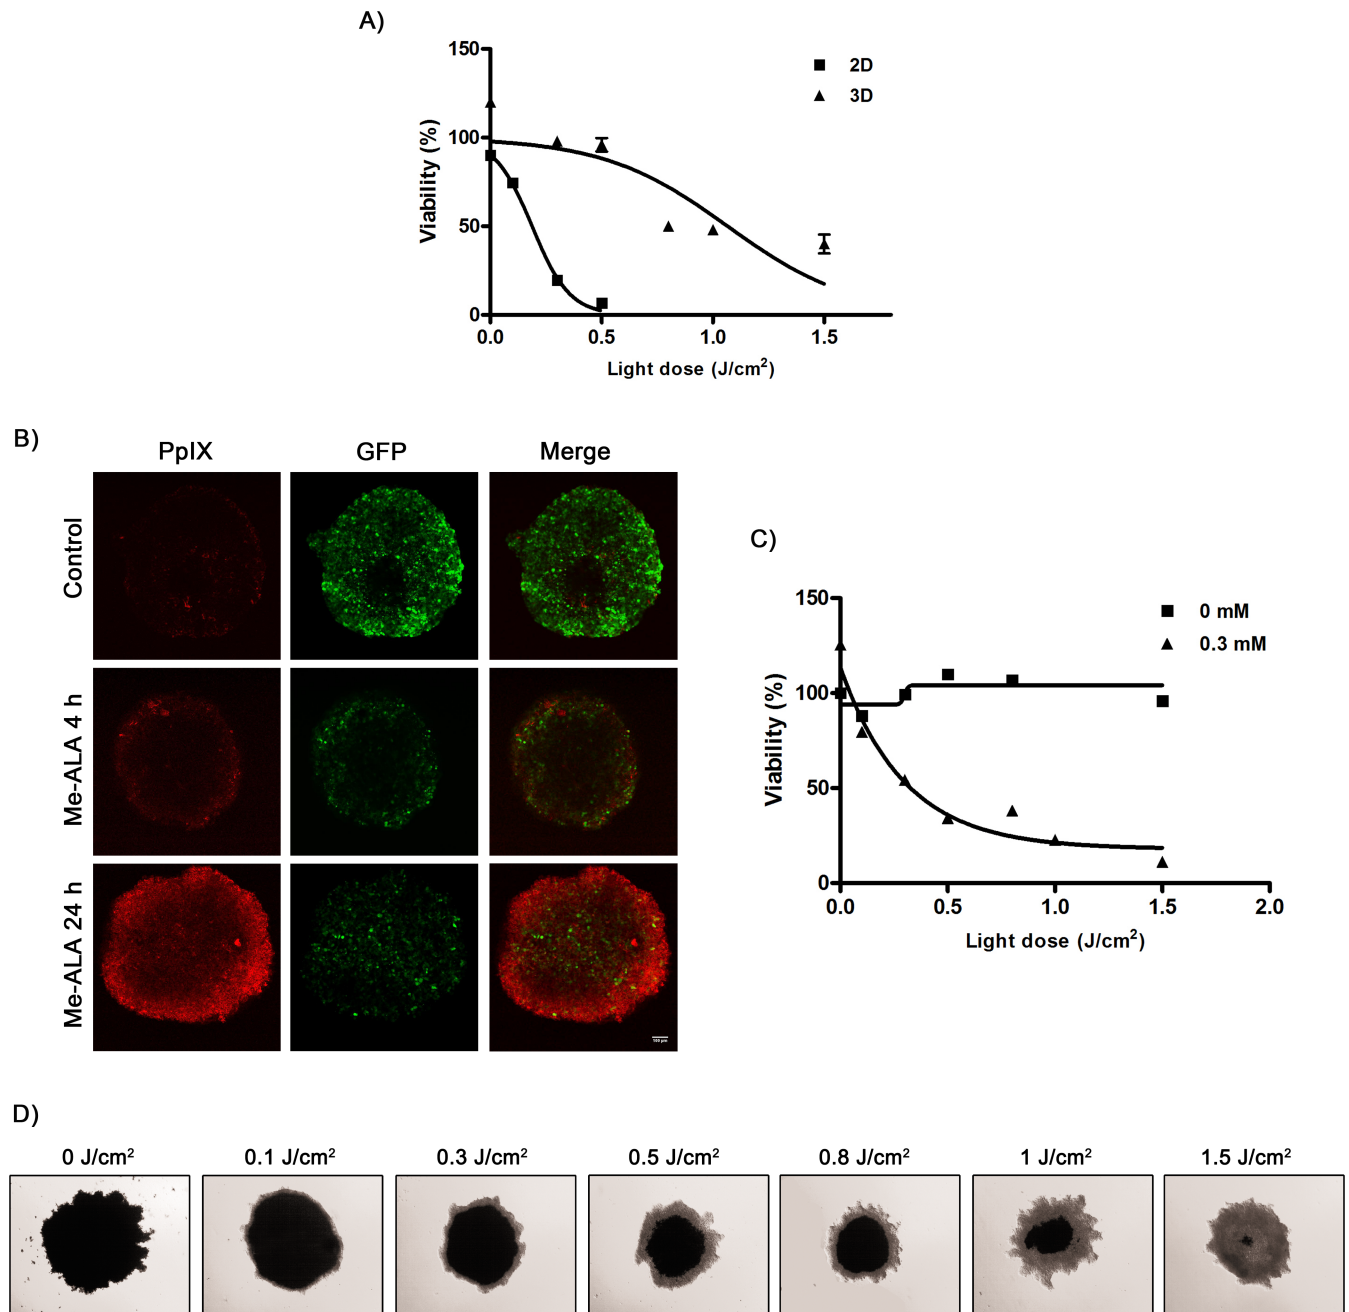 A)
150
100
50
0
Viability (%)
0.0 0.5 1.0 1.5
Light dose (J/cm²)
2D
3D
B)
PpIX GFP Merge
Control
Me-ALA 4 h
Me-ALA 24 h
100 µm
C)
150
100
50
0
Viability (%)
0.0 0.5 1.0 1.5 2.0
Light dose (J/cm²)
0 mM
0.3 mM
D)
0 J/cm² 0.1 J/cm² 0.3 J/cm² 0.5 J/cm² 0.8 J/cm² 1 J/cm² 1.5 J/cm²